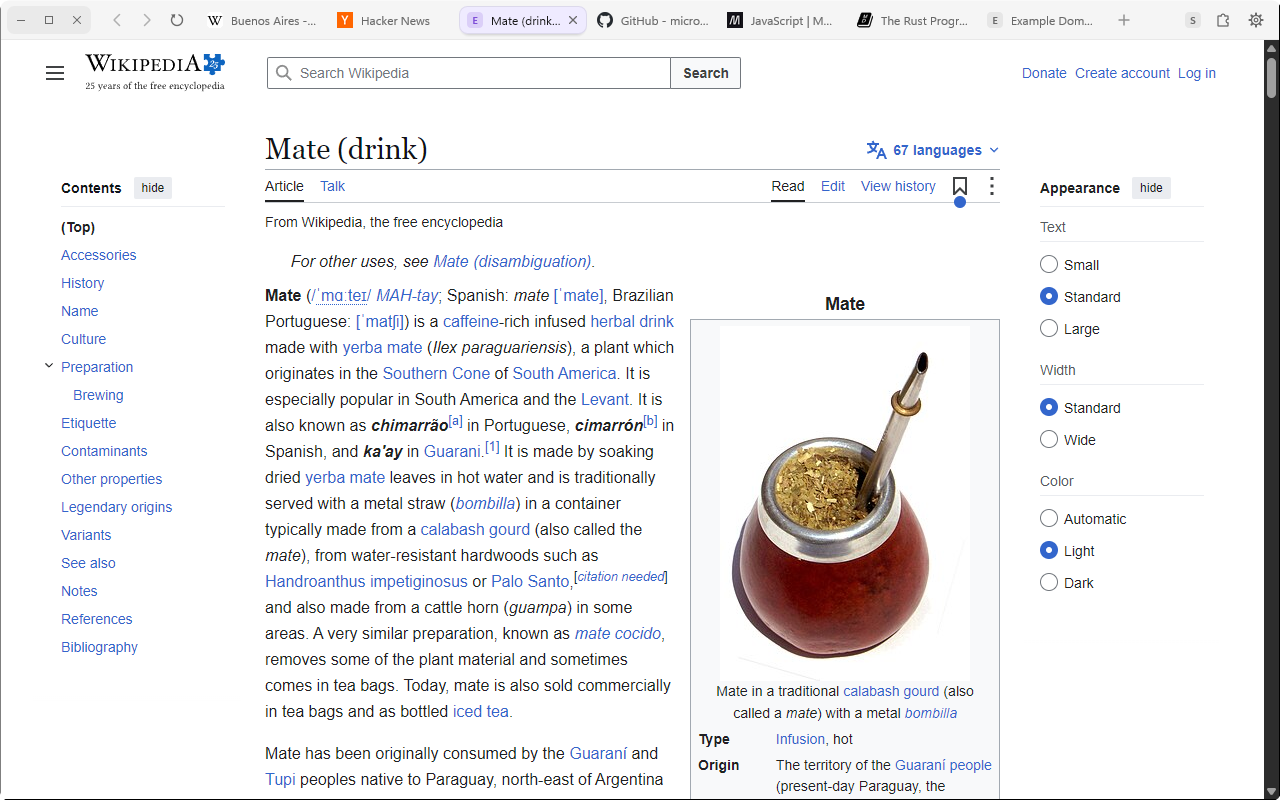 Buenos Aires -...
Hacker News
E Mate (drink...
GitHub - micro...
JavaScript | M...
The Rust Progr...
E Example Dom...
S
WIKIPEDIA 25
25 years of the free encyclopedia
Search Wikipedia
Search
Donate Create account Log in
Mate (drink)
67 languages
Contents hide
(Top)
Accessories
History
Name
Culture
Preparation
Brewing
Etiquette
Contaminants
Other properties
Legendary origins
Variants
See also
Notes
References
Bibliography
Article Talk
Read Edit View history
From Wikipedia, the free encyclopedia
For other uses, see Mate (disambiguation).
Mate (/ˈmɑːteɪ/ MAH-tay; Spanish: mate [ˈmate], Brazilian
Portuguese: [ˈmatʃi]) is a caffeine-rich infused herbal drink
made with yerba mate (Ilex paraguariensis), a plant which
originates in the Southern Cone of South America. It is
especially popular in South America and the Levant. It is
also known as chimarrão[a] in Portuguese, cimarrón[b] in
Spanish, and ka'ay in Guarani.[1] It is made by soaking
dried yerba mate leaves in hot water and is traditionally
served with a metal straw (bombilla) in a container
typically made from a calabash gourd (also called the
mate), from water-resistant hardwoods such as
Handroanthus impetiginosus or Palo Santo,[citation needed]
and also made from a cattle horn (guampa) in some
areas. A very similar preparation, known as mate cocido,
removes some of the plant material and sometimes
comes in tea bags. Today, mate is also sold commercially
in tea bags and as bottled iced tea.
Mate has been originally consumed by the Guaraní and
Tupi peoples native to Paraguay, north-east of Argentina
Mate
Mate in a traditional calabash gourd (also
called a mate) with a metal bombilla
Type Infusion, hot
Origin The territory of the Guaraní people
(present-day Paraguay, the
Appearance hide
Text
Small
Standard
Large
Width
Standard
Wide
Color
Automatic
Light
Dark